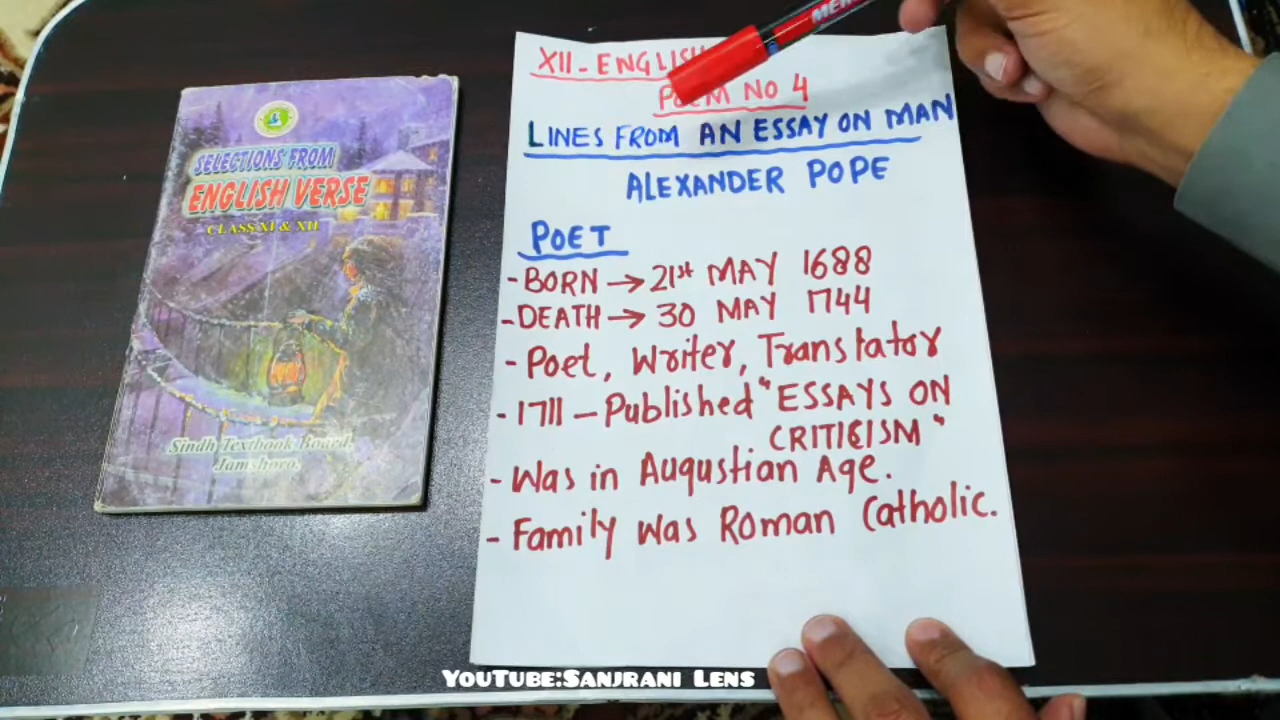 SELECTIONS FROM
ENGLISH VERSE
CLASS XI & XII
Sindh Textbook Board,
Jamshoro.
XII - ENGLISH
POEM NO 4
LINES FROM AN ESSAY ON MAN
ALEXANDER POPE
POET
- BORN → 21st MAY 1688
- DEATH → 30 MAY 1744
- Poet, Writer, Translator
- 1711 - Published "ESSAYS ON
CRITICISM"
- Was in Augustian Age.
- Family was Roman Catholic.
YOUTUBE:SANJRANI LENS